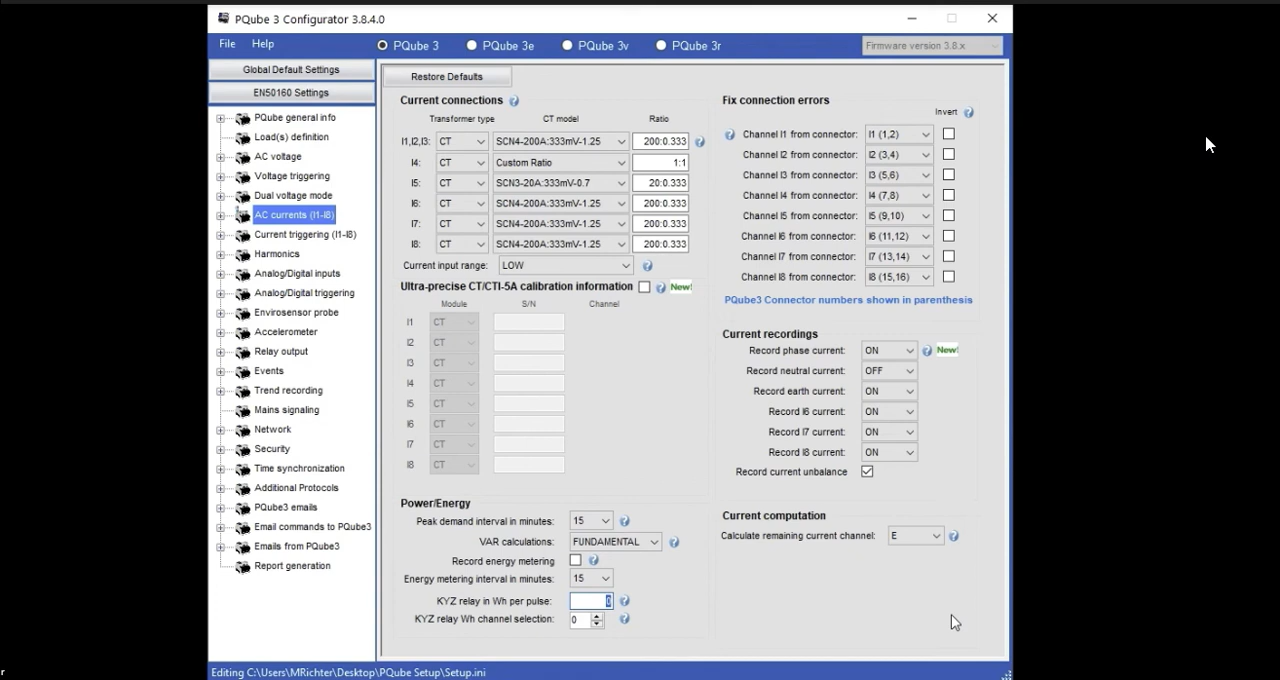 PQube 3 Configurator 3.8.4.0
File Help
PQube 3 PQube 3e PQube 3v PQube 3r
Firmware version 3.8.x
Global Default Settings
EN50160 Settings
PQube general info
Load(s) definition
AC voltage
Voltage triggering
Dual voltage mode
AC currents (I1-I8)
Current triggering (I1-I8)
Harmonics
Analog/Digital inputs
Analog/Digital triggering
Envirosensor probe
Accelerometer
Relay output
Events
Trend recording
Mains signaling
Network
Security
Time synchronization
Additional Protocols
PQube3 emails
Email commands to PQube3
Emails from PQube3
Report generation
Restore Defaults
Current connections
Transformer type CT model Ratio
I1,I2,I3: CT SCN4-200A:333mV-1.25 200:0.333
I4: CT Custom Ratio 1:1
I5: CT SCN3-20A:333mV-0.7 20:0.333
I6: CT SCN4-200A:333mV-1.25 200:0.333
I7: CT SCN4-200A:333mV-1.25 200:0.333
I8: CT SCN4-200A:333mV-1.25 200:0.333
Current input range: LOW
Ultra-precise CT/CTI-5A calibration information New!
Module S/N Channel
I1 CT
I2 CT
I3 CT
I4 CT
I5 CT
I6 CT
I7 CT
I8 CT
Power/Energy
Peak demand interval in minutes: 15
VAR calculations: FUNDAMENTAL
Record energy metering
Energy metering interval in minutes: 15
KYZ relay in Wh per pulse: 0
KYZ relay Wh channel selection: 0
Fix connection errors
Invert
Channel I1 from connector: I1 (1,2)
Channel I2 from connector: I2 (3,4)
Channel I3 from connector: I3 (5,6)
Channel I4 from connector: I4 (7,8)
Channel I5 from connector: I5 (9,10)
Channel I6 from connector: I6 (11,12)
Channel I7 from connector: I7 (13,14)
Channel I8 from connector: I8 (15,16)
PQube3 Connector numbers shown in parenthesis
Current recordings
Record phase current: ON New!
Record neutral current: OFF
Record earth current: ON
Record I6 current: ON
Record I7 current: ON
Record I8 current: ON
Record current unbalance
Current computation
Calculate remaining current channel: E
r
Editing C:\Users\MRichter\Desktop\PQube Setup\Setup.ini